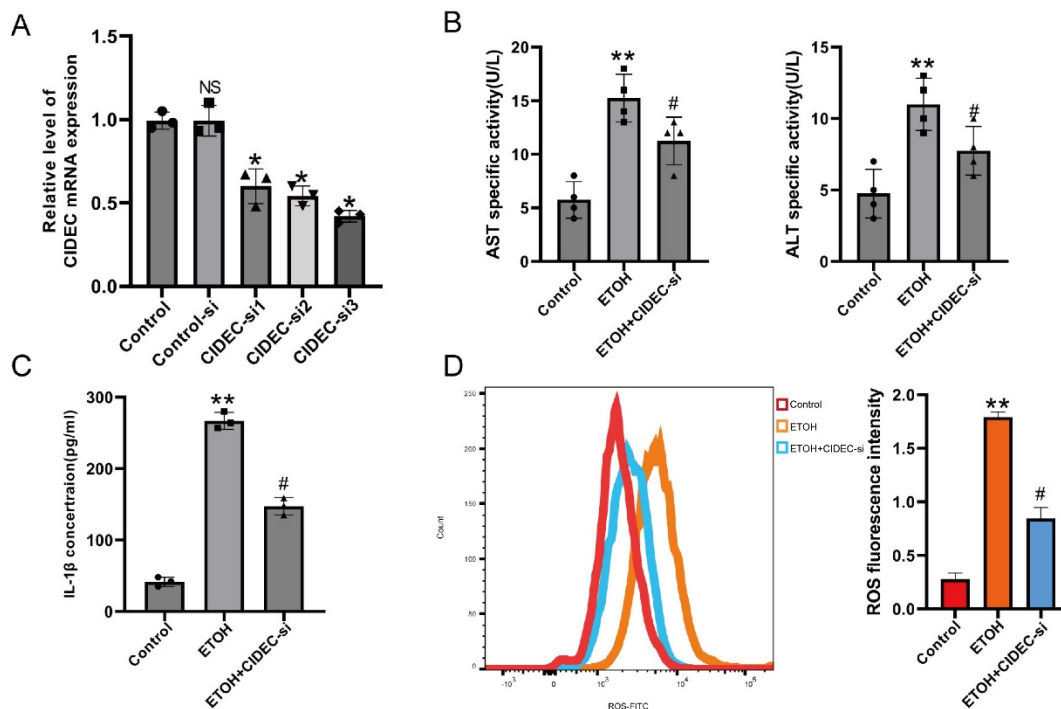 A
Relative level of
CIDEC mRNA expression
1.5
1.0
0.5
0.0
NS
*
*
*
Control
Control-si
CIDEC-si1
CIDEC-si2
CIDEC-si3
B
AST specific activity(U/L)
20
15
10
5
0
**
#
Control
ETOH
ETOH+CIDEC-si
ALT specific activity(U/L)
15
10
5
0
**
#
Control
ETOH
ETOH+CIDEC-si
C
IL-1β concertraion(pg/ml)
300
200
100
0
**
#
Control
ETOH
ETOH+CIDEC-si
D
Count
250
200
150
100
50
0
-10³
0
10³
10⁴
10⁵
ROS-FITC
Control
ETOH
ETOH+CIDEC-si
ROS fluorescence intensity
2.0
1.5
1.0
0.5
0.0
**
#
Control
ETOH
ETOH+CIDEC-si